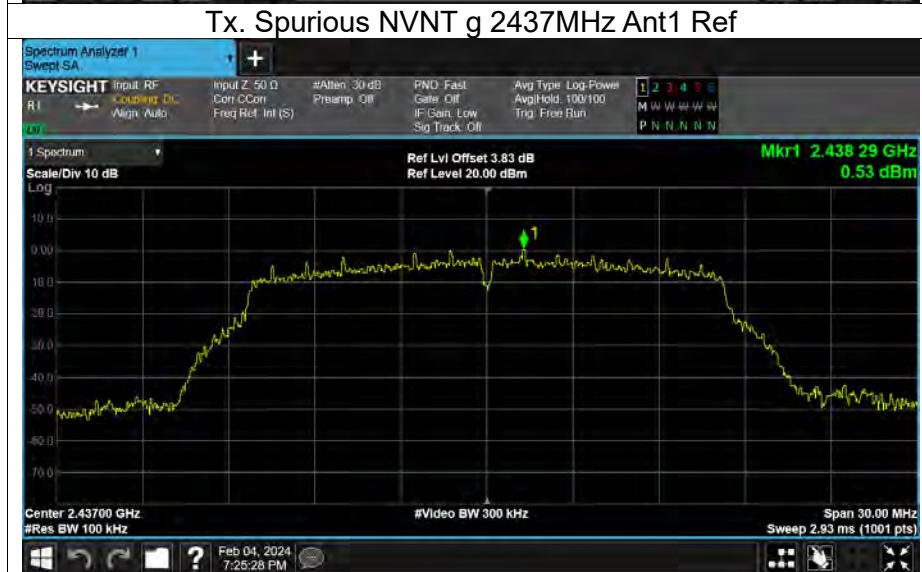 Tx. Spurious NVNT g 2437MHz Ant1 Ref
Spectrum Analyzer 1
Swept SA
+
KEYSIGHT Input: RF Input Z: 50 Ω #Atten: 30 dB PNO: Fast Avg Type: Log-Power 1 2 3 4 5 6
Coupling: DC Corr CCorr Preamp: Off Gate: Off Avg|Hold: 100/100 M W W W W W
Align: Auto Freq Ref: Int (S) IF Gain: Low Trig: Free Run
Sig Track: Off P N N N N N
1 Spectrum Ref Lvl Offset 3.83 dB Mkr1 2.438 29 GHz
Scale/Div 10 dB Ref Level 20.00 dBm 0.53 dBm
Log
10.0
1
0.00
-10.0
-20.0
-30.0
-40.0
-50.0
-60.0
-70.0
Center 2.43700 GHz #Video BW 300 kHz Span 30.00 MHz
#Res BW 100 kHz Sweep 2.93 ms (1001 pts)
? Feb 04, 2024
7:25:28 PM